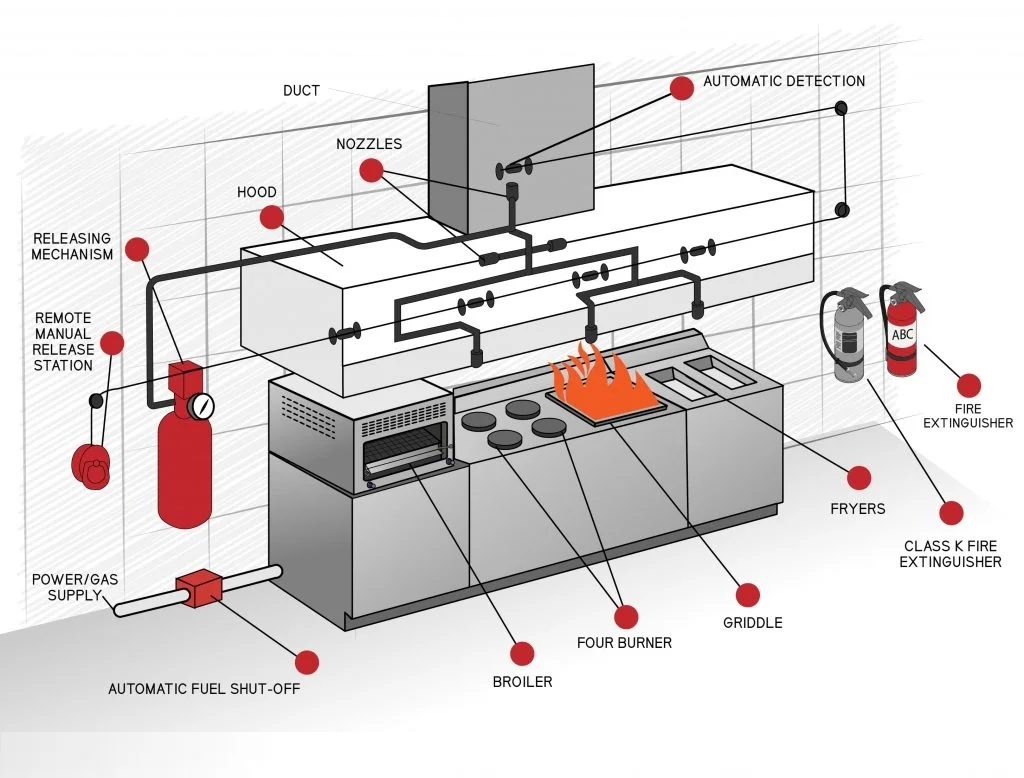 DUCT
AUTOMATIC DETECTION
NOZZLES
HOOD
RELEASING
MECHANISM
REMOTE
MANUAL
RELEASE
STATION
ABC
FIRE
EXTINGUISHER
FRYERS
CLASS K FIRE
EXTINGUISHER
POWER/GAS
SUPPLY
GRIDDLE
FOUR BURNER
BROILER
AUTOMATIC FUEL SHUT-OFF